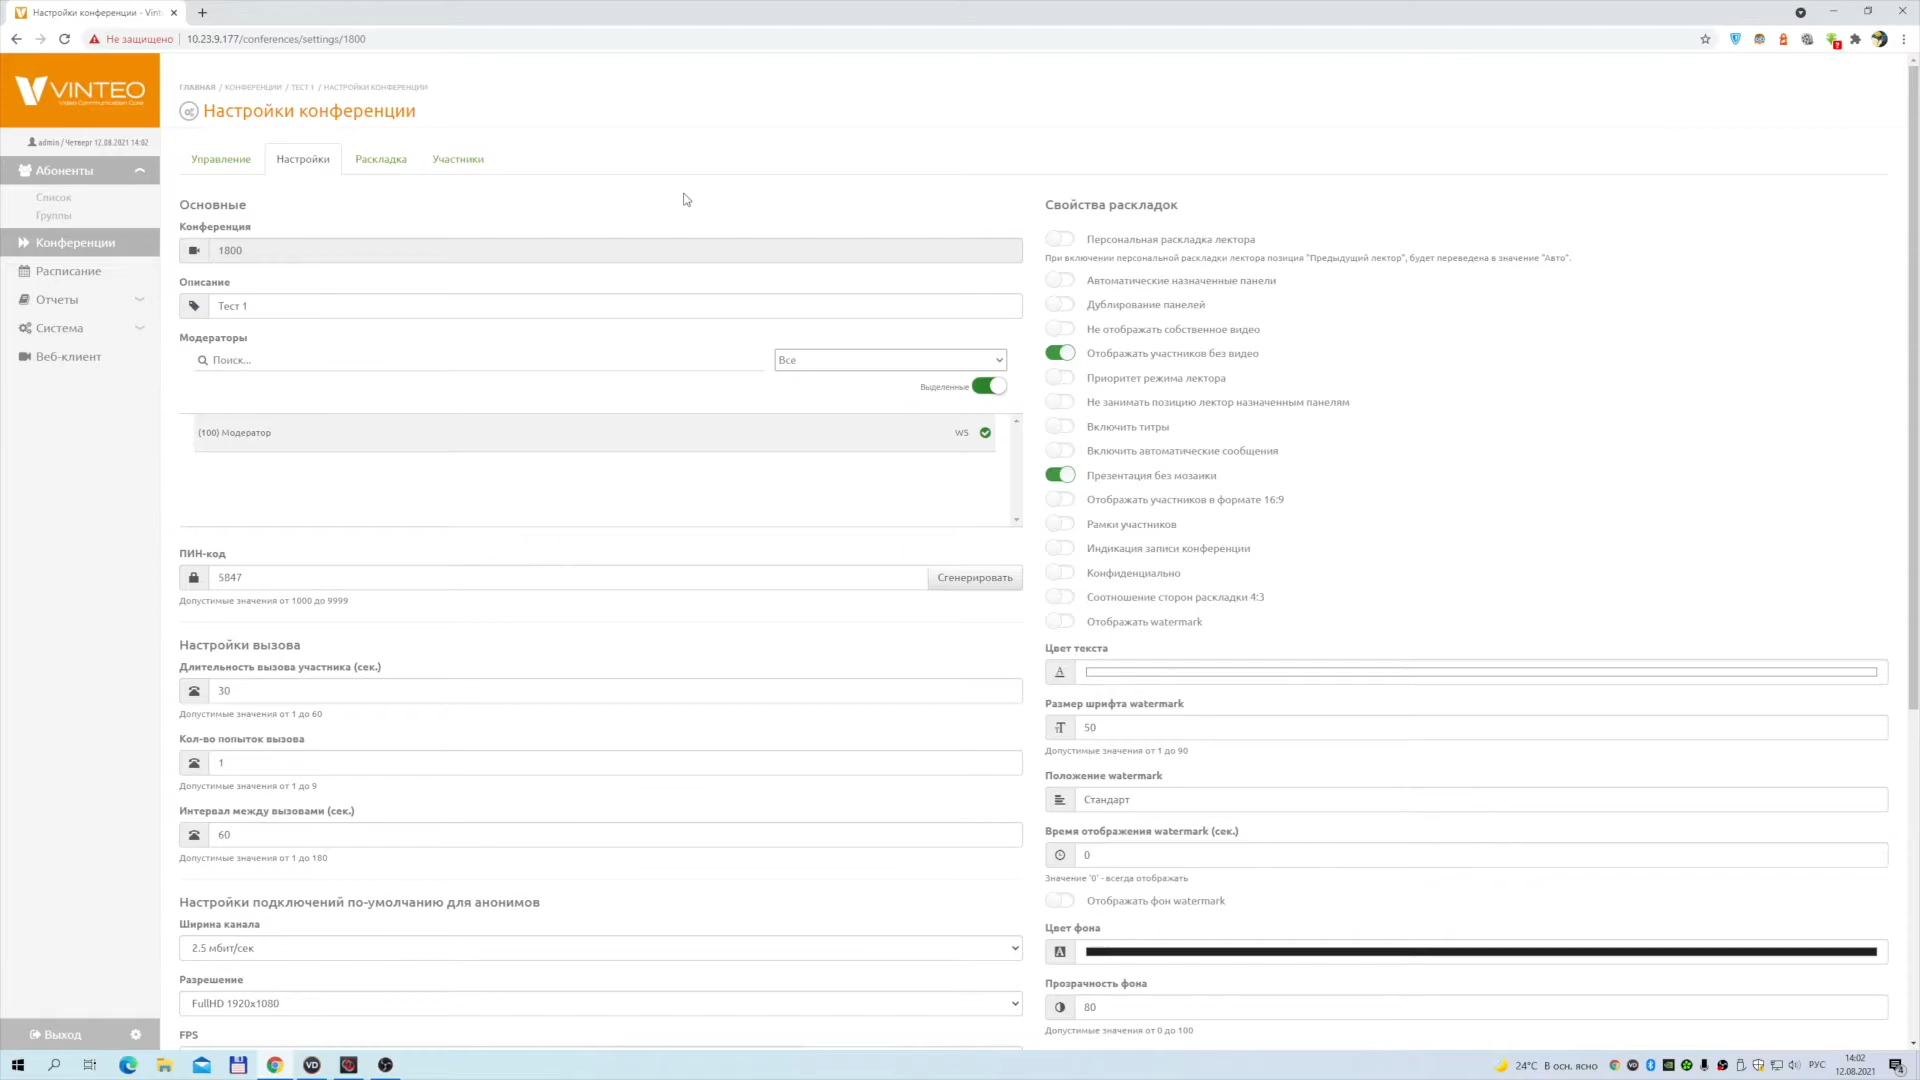 Настройки конференции - Vint
Не защищено
10.23.9.177/conferences/settings/1800
VINTEO
Video Communication Core
admin / Четверг 12.08.2021 14:02
Абоненты
Список
Группы
Конференции
Расписание
Отчеты
Система
Веб-клиент
Выход
ГЛАВНАЯ / КОНФЕРЕНЦИИ / ТЕСТ 1 / НАСТРОЙКИ КОНФЕРЕНЦИИ
Настройки конференции
Управление
Настройки
Раскладка
Участники
Основные
Конференция
1800
Описание
Тест 1
Модераторы
Поиск...
Все
Выделенные
(100) Модератор
WS
ПИН-код
5847
Сгенерировать
Допустимые значения от 1000 до 9999
Настройки вызова
Длительность вызова участника (сек.)
30
Допустимые значения от 1 до 60
Кол-во попыток вызова
1
Допустимые значения от 1 до 9
Интервал между вызовами (сек.)
60
Допустимые значения от 1 до 180
Настройки подключений по-умолчанию для анонимов
Ширина канала
2.5 мбит/сек
Разрешение
FullHD 1920x1080
FPS
Свойства раскладок
Персональная раскладка лектора
При включении персональной раскладки лектора позиция "Предыдущий лектор", будет переведена в значение "Авто".
Автоматические назначенные панели
Дублирование панелей
Не отображать собственное видео
Отображать участников без видео
Приоритет режима лектора
Не занимать позицию лектор назначенным панелям
Включить титры
Включить автоматические сообщения
Презентация без мозаики
Отображать участников в формате 16:9
Рамки участников
Индикация записи конференции
Конфиденциально
Соотношение сторон раскладки 4:3
Отображать watermark
Цвет текста
Размер шрифта watermark
50
Допустимые значения от 1 до 90
Положение watermark
Стандарт
Время отображения watermark (сек.)
0
Значение '0' - всегда отображать
Отображать фон watermark
Цвет фона
Прозрачность фона
80
Допустимые значения от 0 до 100
24°C В осн. ясно
РУС
14:02
12.08.2021